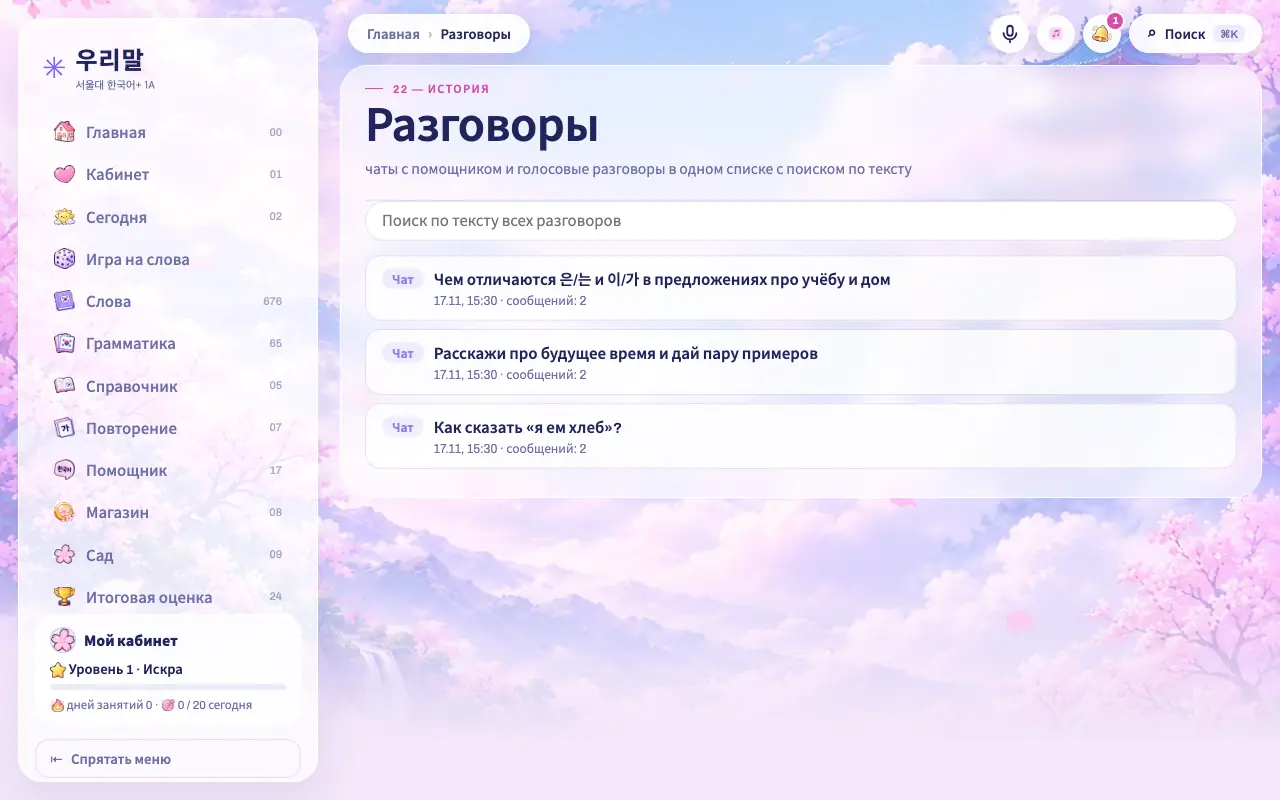 우리말
서울대 한국어+ 1A
Главная 00
Кабинет 01
Сегодня 02
Игра на слова
Слова 676
Грамматика 65
Справочник 05
Повторение 07
Помощник 17
Магазин 08
Сад 09
Итоговая оценка 24
Мой кабинет
Уровень 1 · Искра
дней занятий 0 · 0 / 20 сегодня
Спрятать меню
Главная › Разговоры
1
Поиск ⌘K
22 — ИСТОРИЯ
Разговоры
чаты с помощником и голосовые разговоры в одном списке с поиском по тексту
Поиск по тексту всех разговоров
Чат Чем отличаются 은/는 и 이/가 в предложениях про учёбу и дом
17.11, 15:30 · сообщений: 2
Чат Расскажи про будущее время и дай пару примеров
17.11, 15:30 · сообщений: 2
Чат Как сказать «я ем хлеб»?
17.11, 15:30 · сообщений: 2